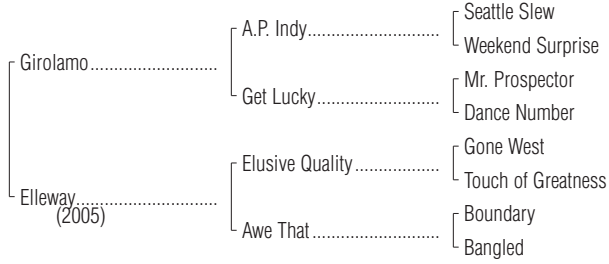 Seattle Slew
A.P. Indy
Weekend Surprise
Girolamo
Mr. Prospector
Get Lucky
Dance Number
Gone West
Elusive Quality
Touch of Greatness
Elleway
(2005)
Boundary
Awe That
Bangled